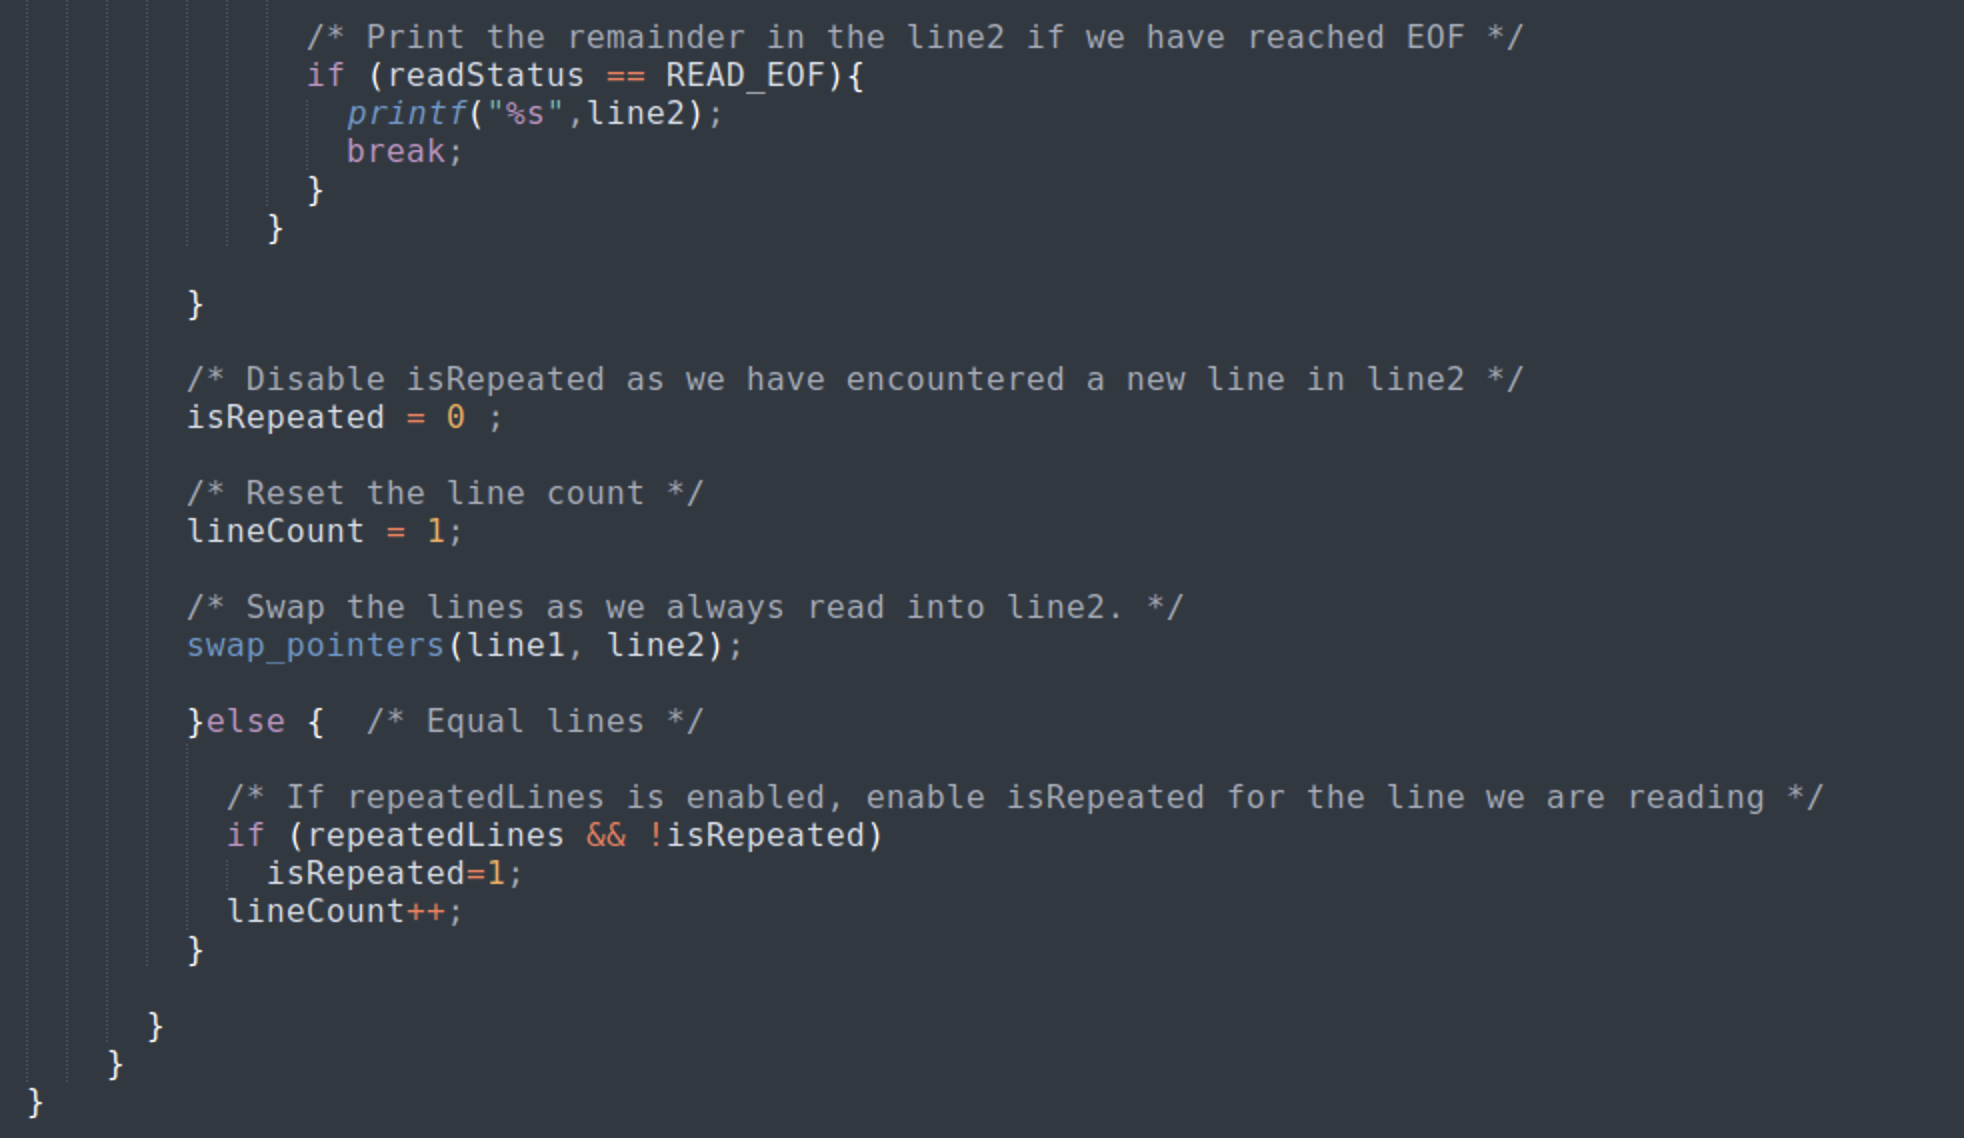 /* Print the remainder in the line2 if we have reached EOF */
if (readStatus == READ_EOF){
printf("%s",line2);
break;
}
}
}
/* Disable isRepeated as we have encountered a new line in line2 */
isRepeated = 0 ;
/* Reset the line count */
lineCount = 1;
/* Swap the lines as we always read into line2. */
swap_pointers(line1, line2);
}else {  /* Equal lines */
/* If repeatedLines is enabled, enable isRepeated for the line we are reading */
if (repeatedLines && !isRepeated)
isRepeated=1;
lineCount++;
}
}
}
}